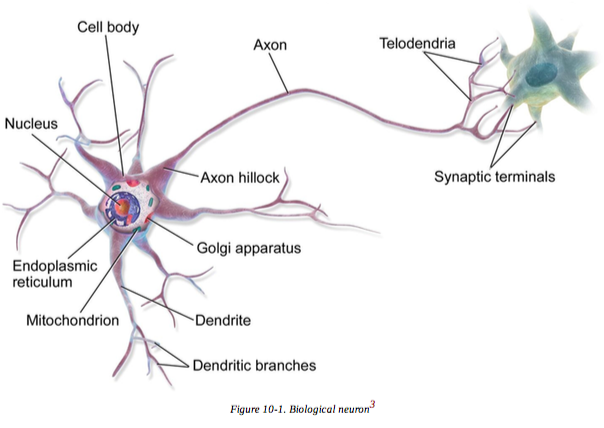 Cell body
Axon
Telodendria
Nucleus
Axon hillock
Synaptic terminals
Golgi apparatus
Endoplasmic
reticulum
Mitochondrion
Dendrite
Dendritic branches
Figure 10-1. Biological neuron3